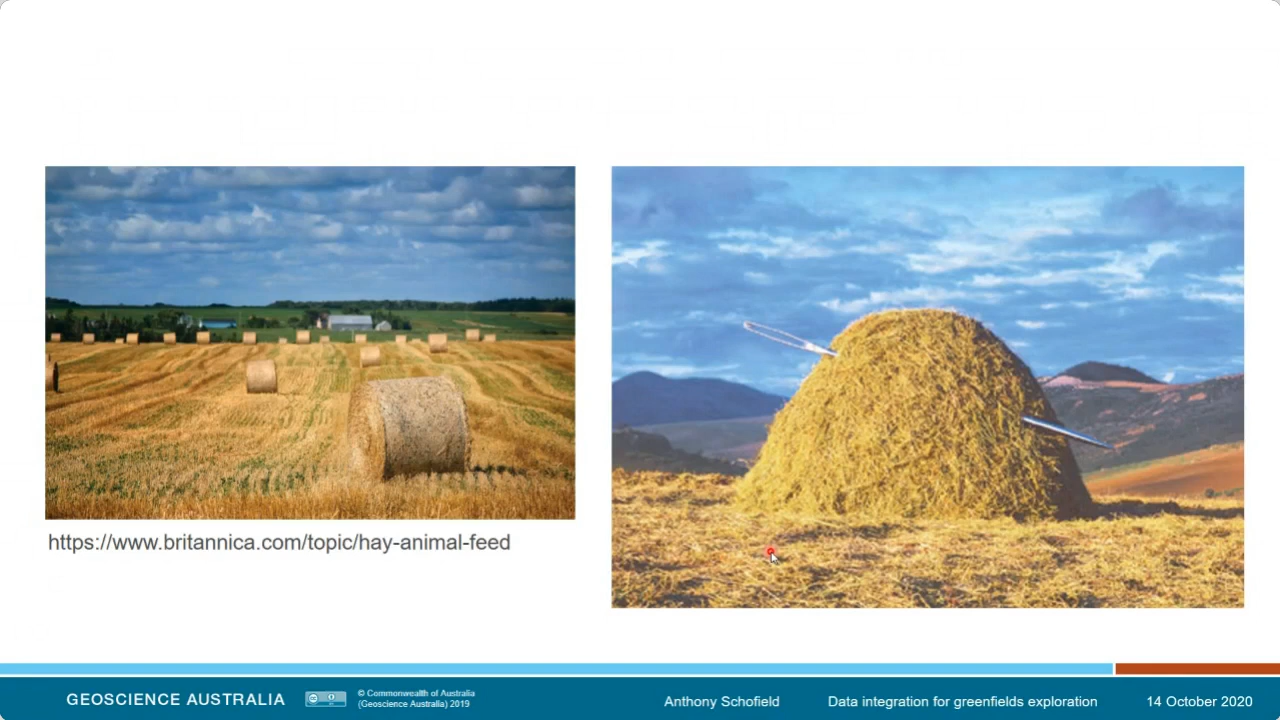 https://www.britannica.com/topic/hay-animal-feed
GEOSCIENCE AUSTRALIA
© Commonwealth of Australia
(Geoscience Australia) 2019
Anthony Schofield
Data integration for greenfields exploration
14 October 2020